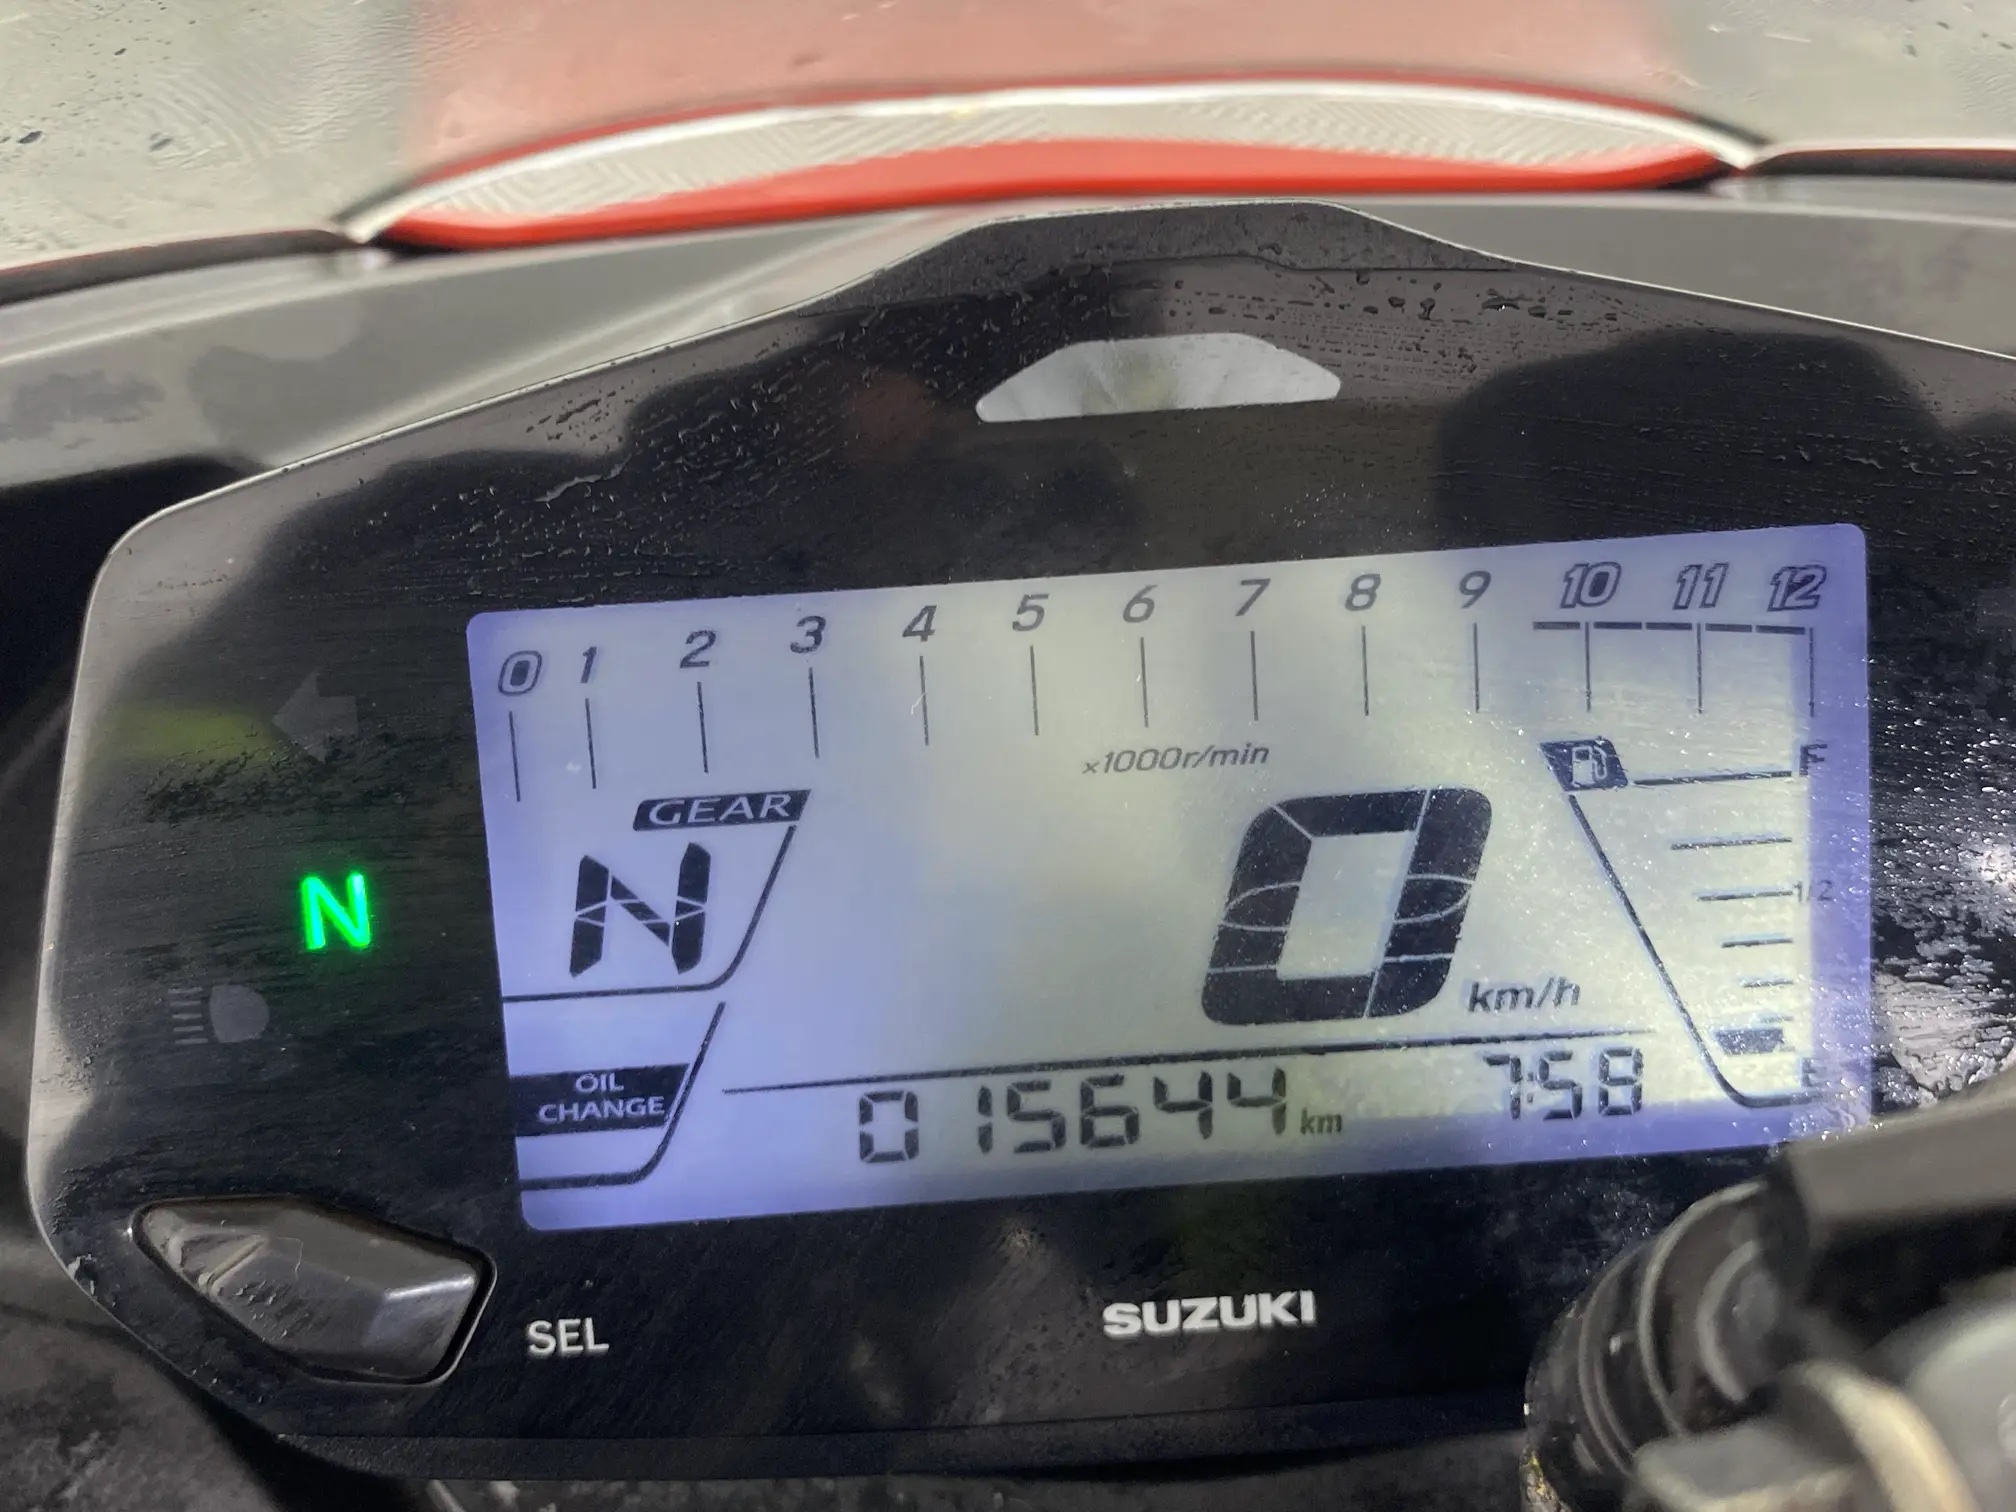 0 1 2 3 4 5 6 7 8 9 10 11 12
×1000r/min
GEAR
N
N
0 km/h
F
1/2
E
OIL
CHANGE
015644 km
7:58
SEL
SUZUKI